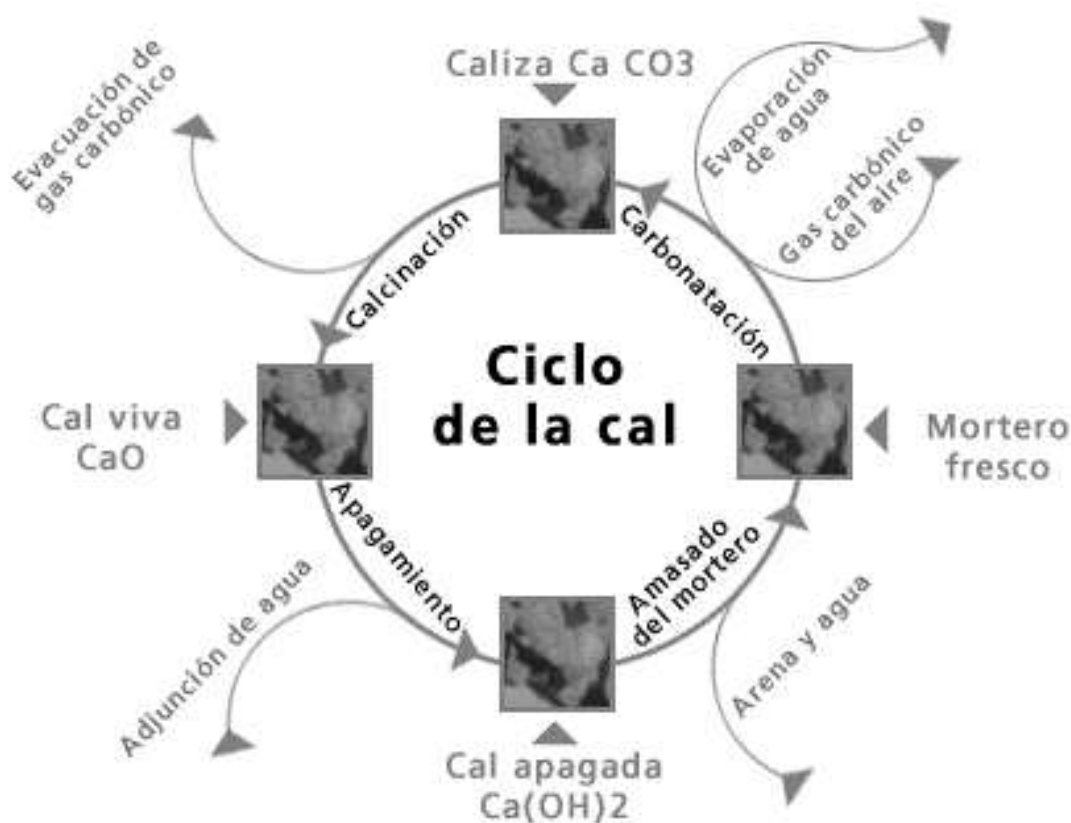 Caliza Ca CO3
Evacuación de
gas carbónico
Evaporación
de agua
Gas carbónico
del aire
Calcinación
Carbonatación
Ciclo
de la cal
Cal viva
CaO
Mortero
fresco
Apagamiento
Amasado
del mortero
Adjunción de agua
Arena y agua
Cal apagada
Ca(OH)2